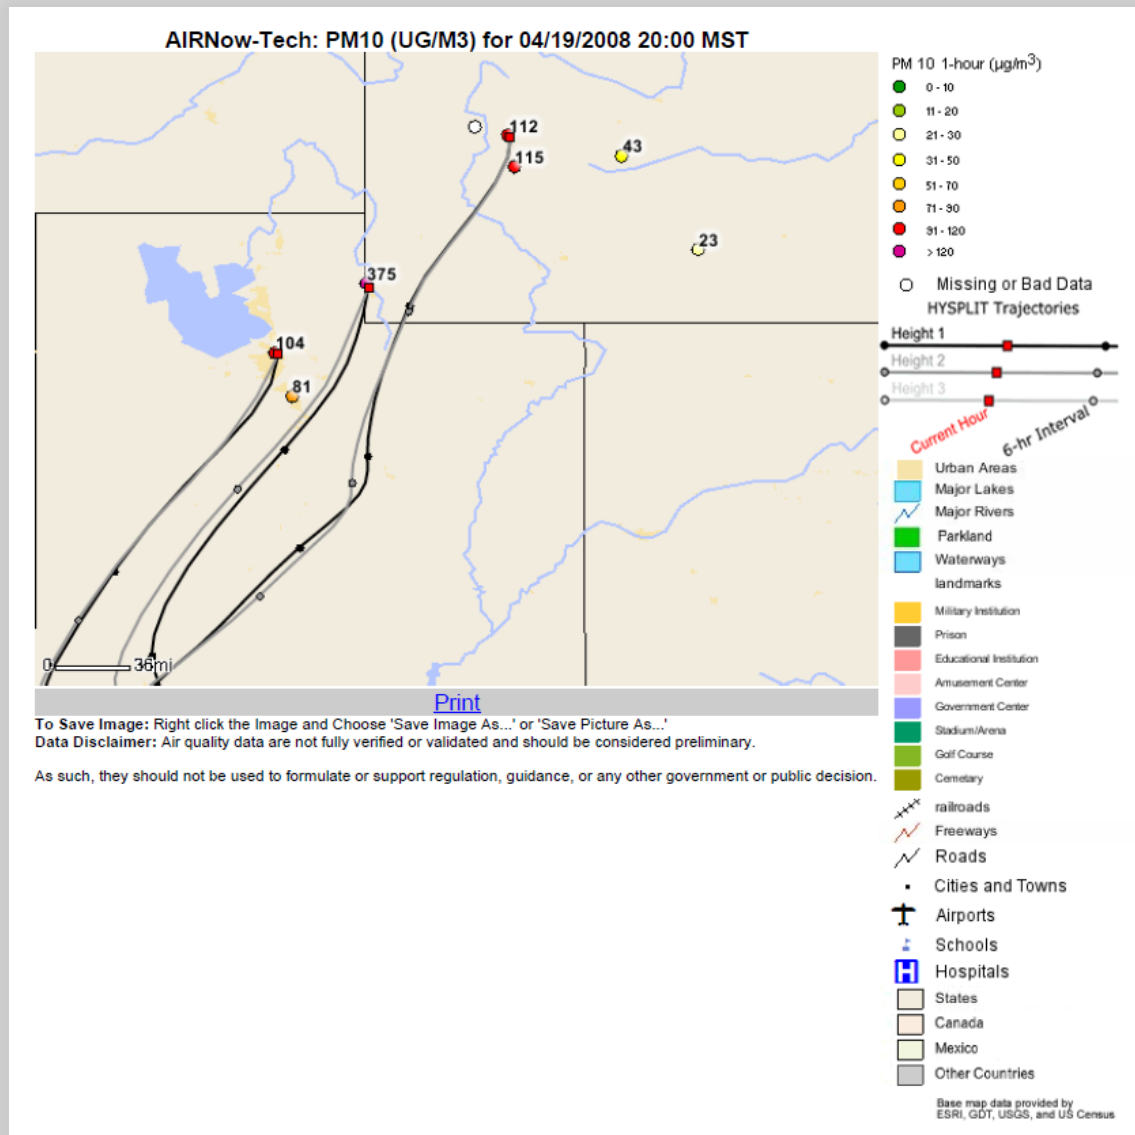 AIRNow-Tech: PM10 (UG/M3) for 04/19/2008 20:00 MST
112
115
43
23
375
104
81
0
36mi
Print
To Save Image: Right click the Image and Choose 'Save Image As...' or 'Save Picture As...'
Data Disclaimer: Air quality data are not fully verified or validated and should be considered preliminary.
As such, they should not be used to formulate or support regulation, guidance, or any other government or public decision.
PM 10 1-hour (µg/m3)
0 - 10
11 - 20
21 - 30
31 - 50
51 - 70
71 - 90
91 - 120
> 120
Missing or Bad Data
HYSPLIT Trajectories
Height 1
Height 2
Height 3
Current Hour
6-hr Interval
Urban Areas
Major Lakes
Major Rivers
Parkland
Waterways
landmarks
Military Institution
Prison
Educational Institution
Amusement Center
Government Center
Stadium/Arena
Golf Course
Cemetary
railroads
Freeways
Roads
Cities and Towns
Airports
Schools
H Hospitals
States
Canada
Mexico
Other Countries
Base map data provided by
ESRI, GDT, USGS, and US Census